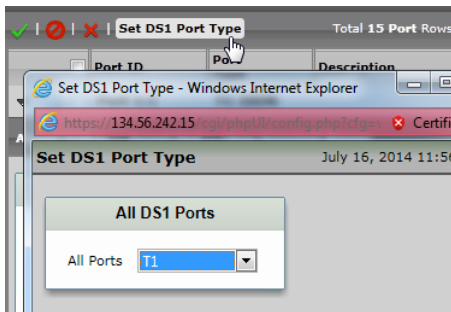 Set DS1 Port Type
Total 15 Port Rows
Port ID
Description
Set DS1 Port Type - Windows Internet Explorer
https://134.56.242.15/cgi/phpUI/config.php?cfg=
Certifi
Set DS1 Port Type
July 16, 2014 11:56
All DS1 Ports
All Ports
T1